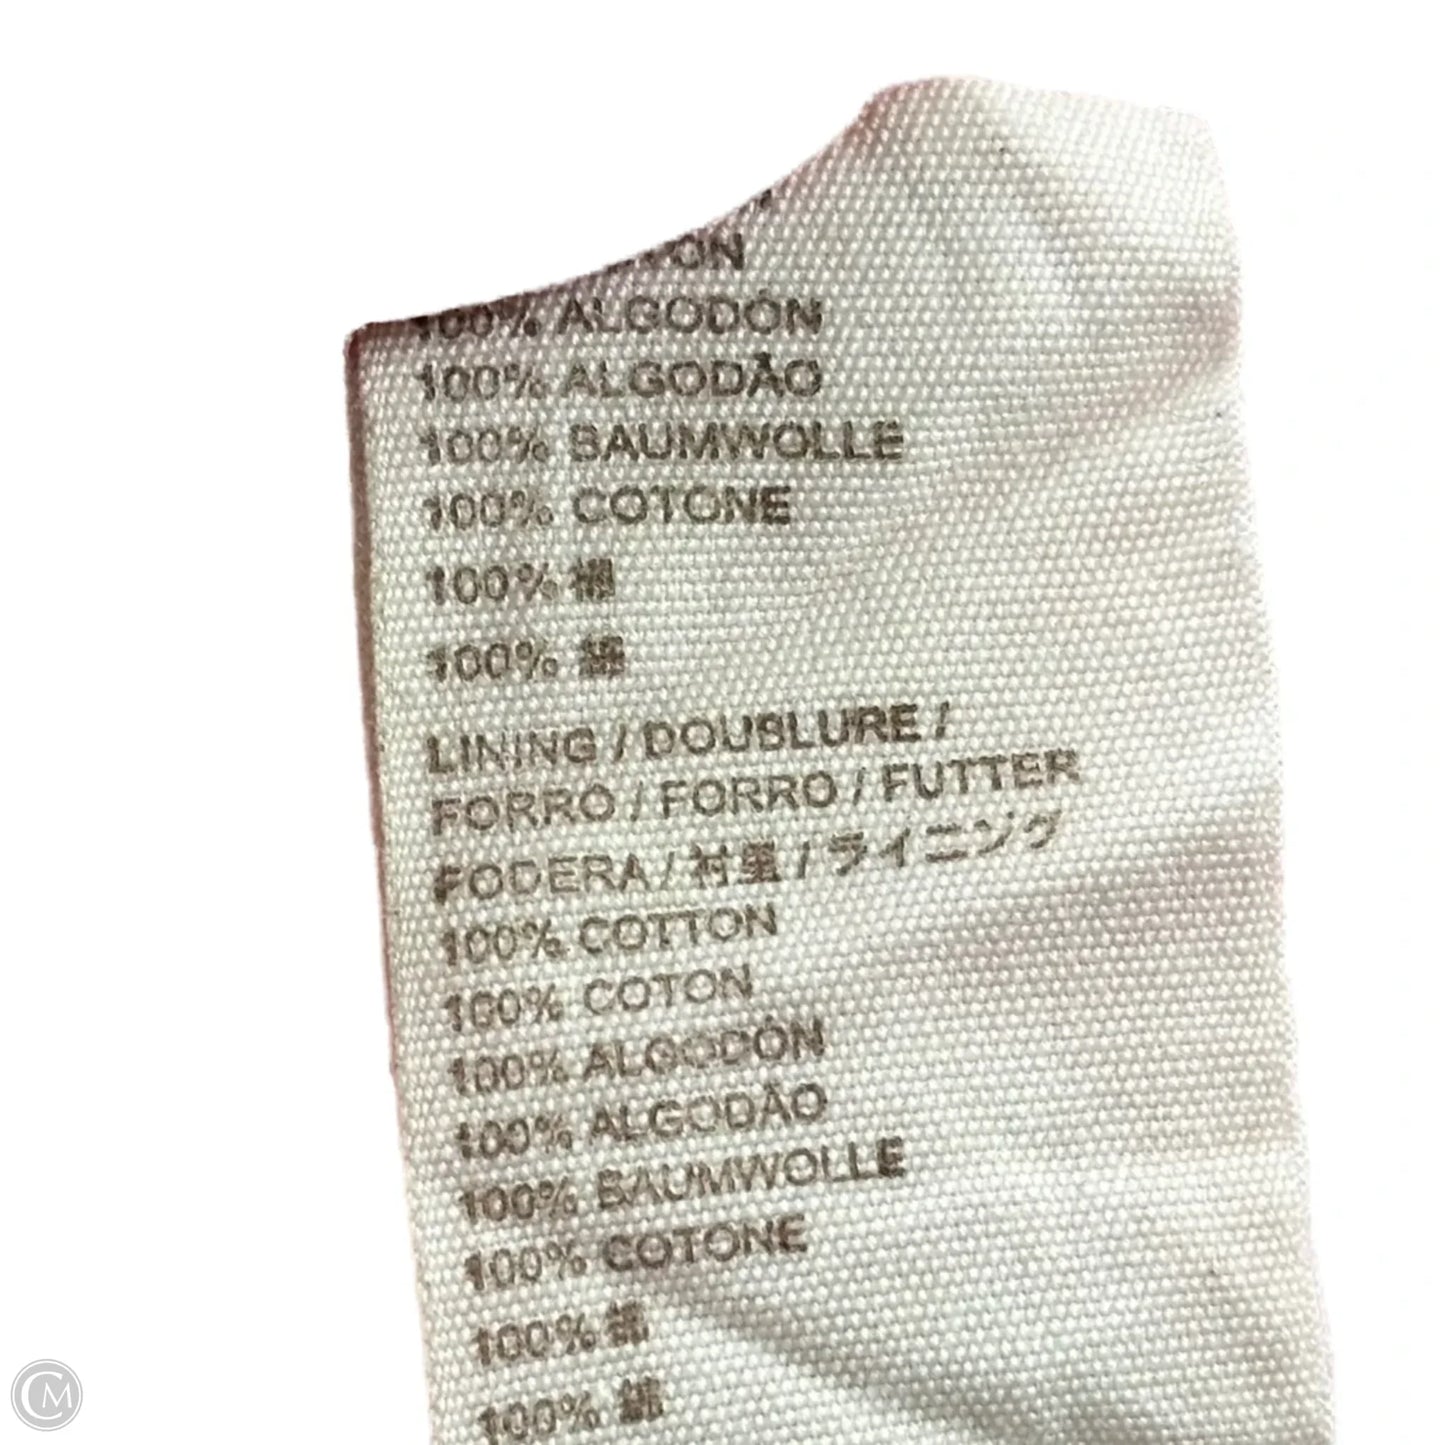 100% ALGODÓN
100% ALGODÃO
100% BAUMWOLLE
100% COTONE
100% 棉
100% 綿
LINING / DOUBLURE /
FORRO / FORRO / FUTTER
FODERA / 衬里 / ライニング
100% COTTON
100% COTON
100% ALGODÓN
100% ALGODÃO
100% BAUMWOLLE
100% COTONE
100% 棉
100% 綿
CM